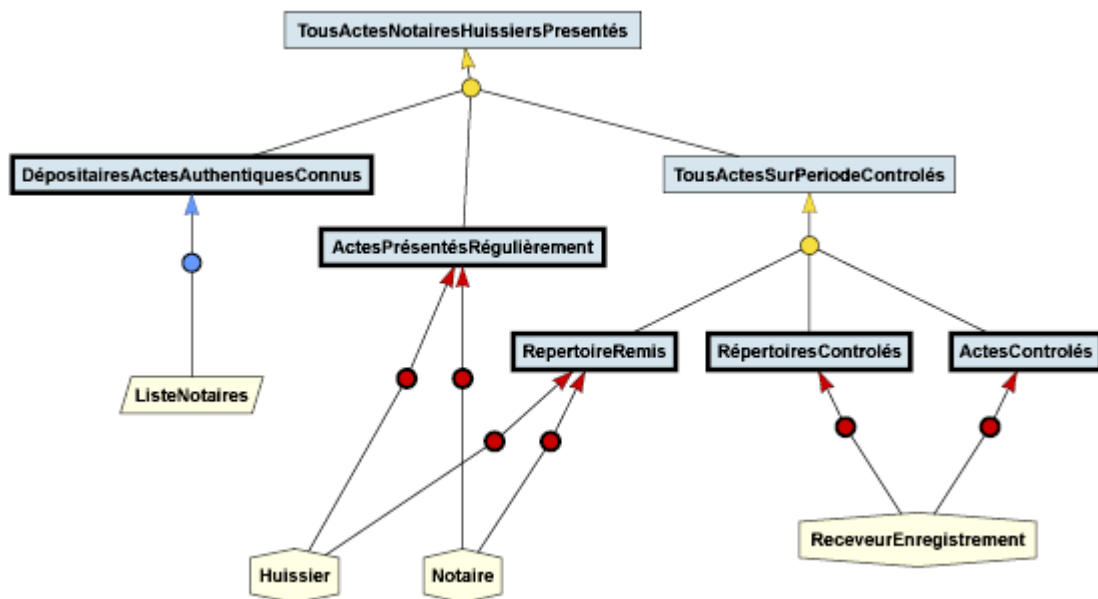 TousActesNotairesHuissiersPresentés
DépositairesActesAuthentiquesConnus
TousActesSurPeriodeControlés
ActesPrésentésRégulièrement
RepertoireRemis
RépertoiresControlés
ActesControlés
ListeNotaires
ReceveurEnregistrement
Huissier
Notaire